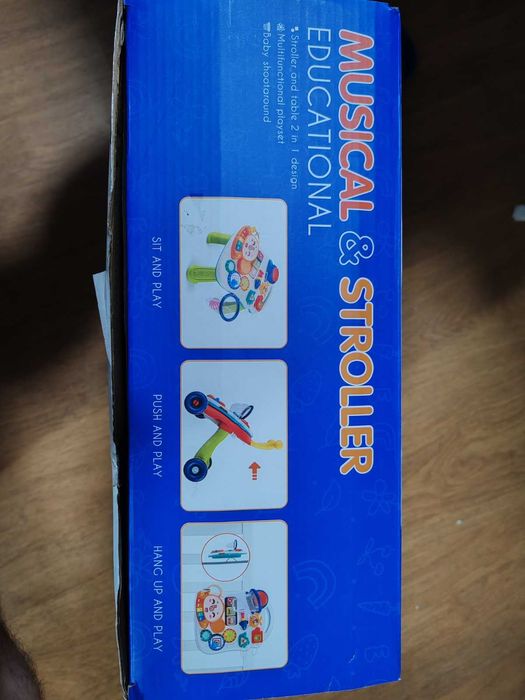 MUSICAL & STROLLER
EDUCATIONAL
Stroller and table 2 in 1 design
Multifunctional playset
Baby shootaround
SIT AND PLAY
PUSH AND PLAY
HANG UP AND PLAY